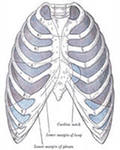 Cardiac notch
Lower margin of lung
Lower margin of pleura